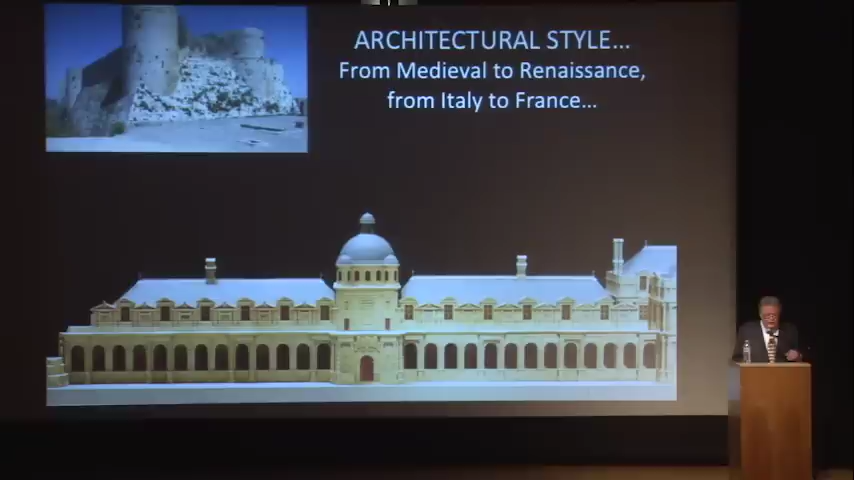 ARCHITECTURAL STYLE...
From Medieval to Renaissance,
from Italy to France...